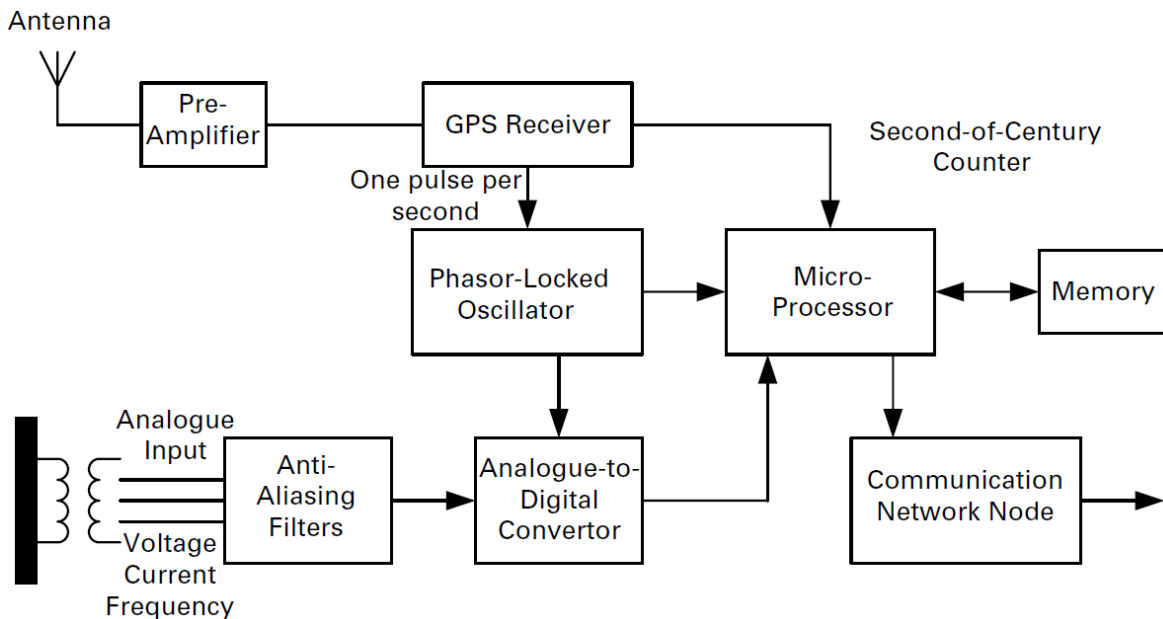 Antenna
Pre-
Amplifier
GPS Receiver
Second-of-Century
Counter
One pulse per
second
Phasor-Locked
Oscillator
Micro-
Processor
Memory
Analogue
Input
Anti-
Aliasing
Filters
Analogue-to-
Digital
Convertor
Communication
Network Node
Voltage
Current
Frequency